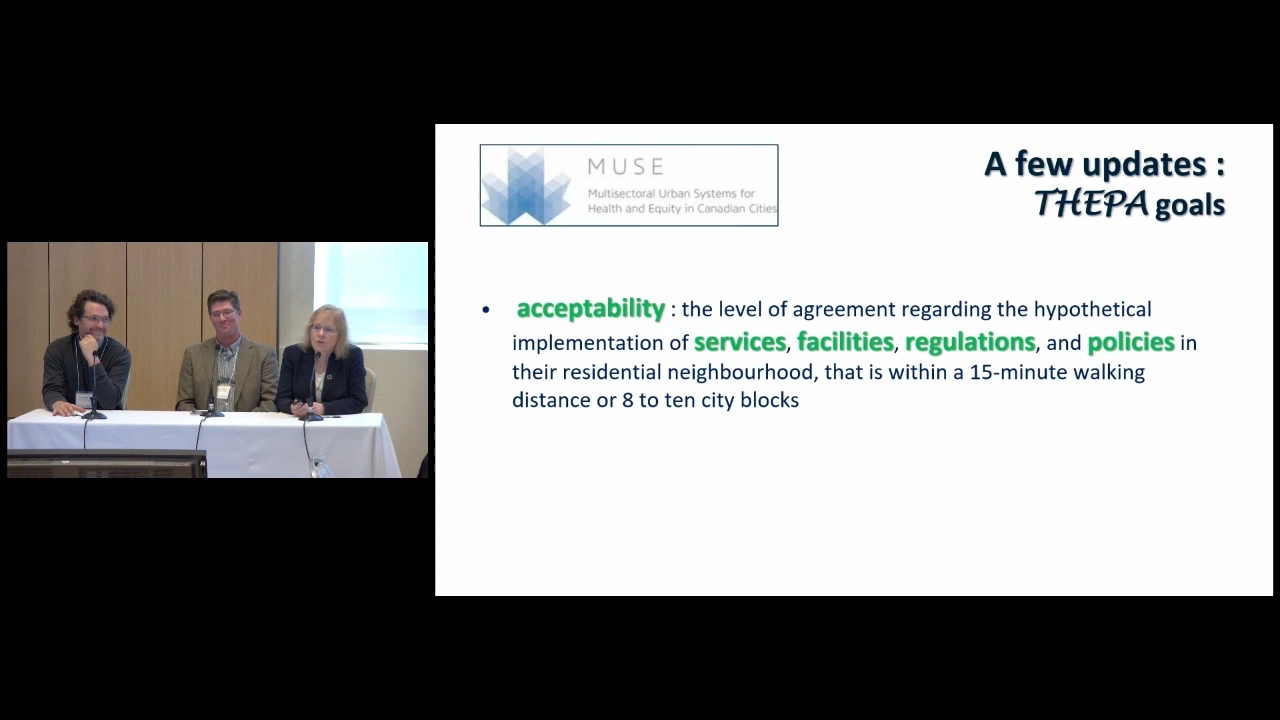 MUSE
Multisectoral Urban Systems for
Health and Equity in Canadian Cities
A few updates :
THEPA goals
• acceptability : the level of agreement regarding the hypothetical
implementation of services, facilities, regulations, and policies in
their residential neighbourhood, that is within a 15-minute walking
distance or 8 to ten city blocks